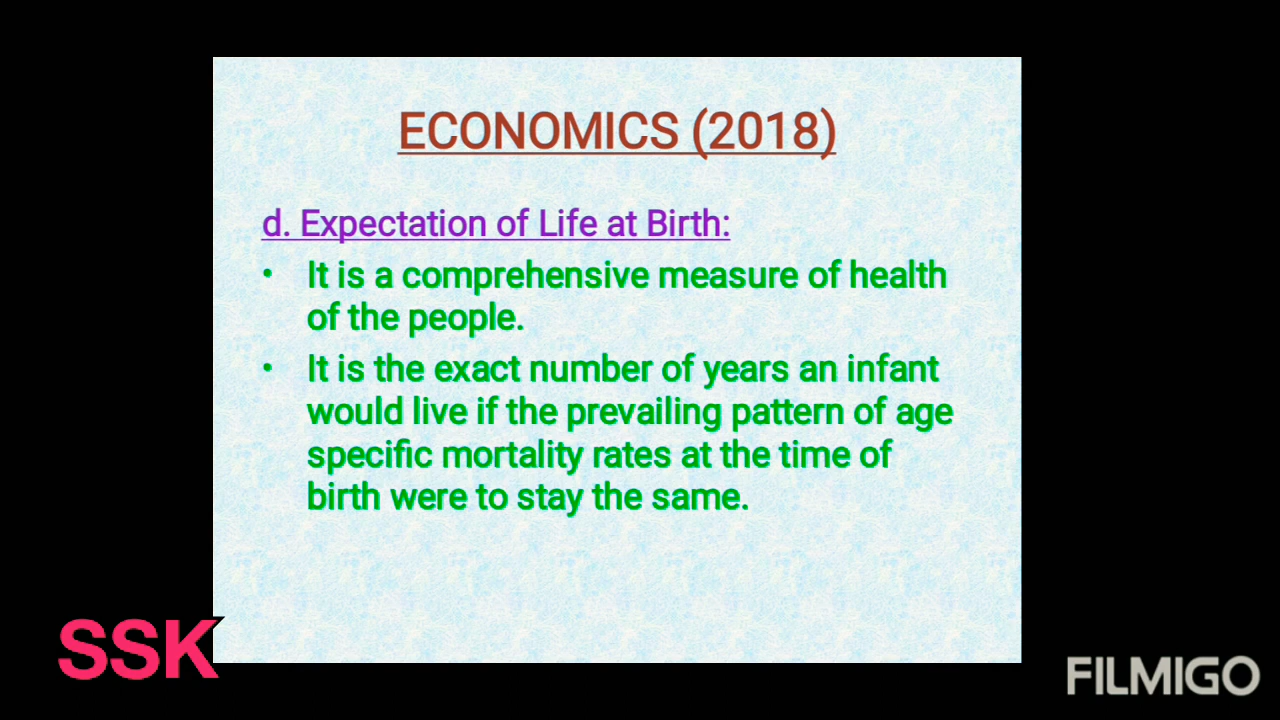 ECONOMICS (2018)
d. Expectation of Life at Birth:
• It is a comprehensive measure of health
of the people.
• It is the exact number of years an infant
would live if the prevailing pattern of age
specific mortality rates at the time of
birth were to stay the same.
SSK
FILMIGO